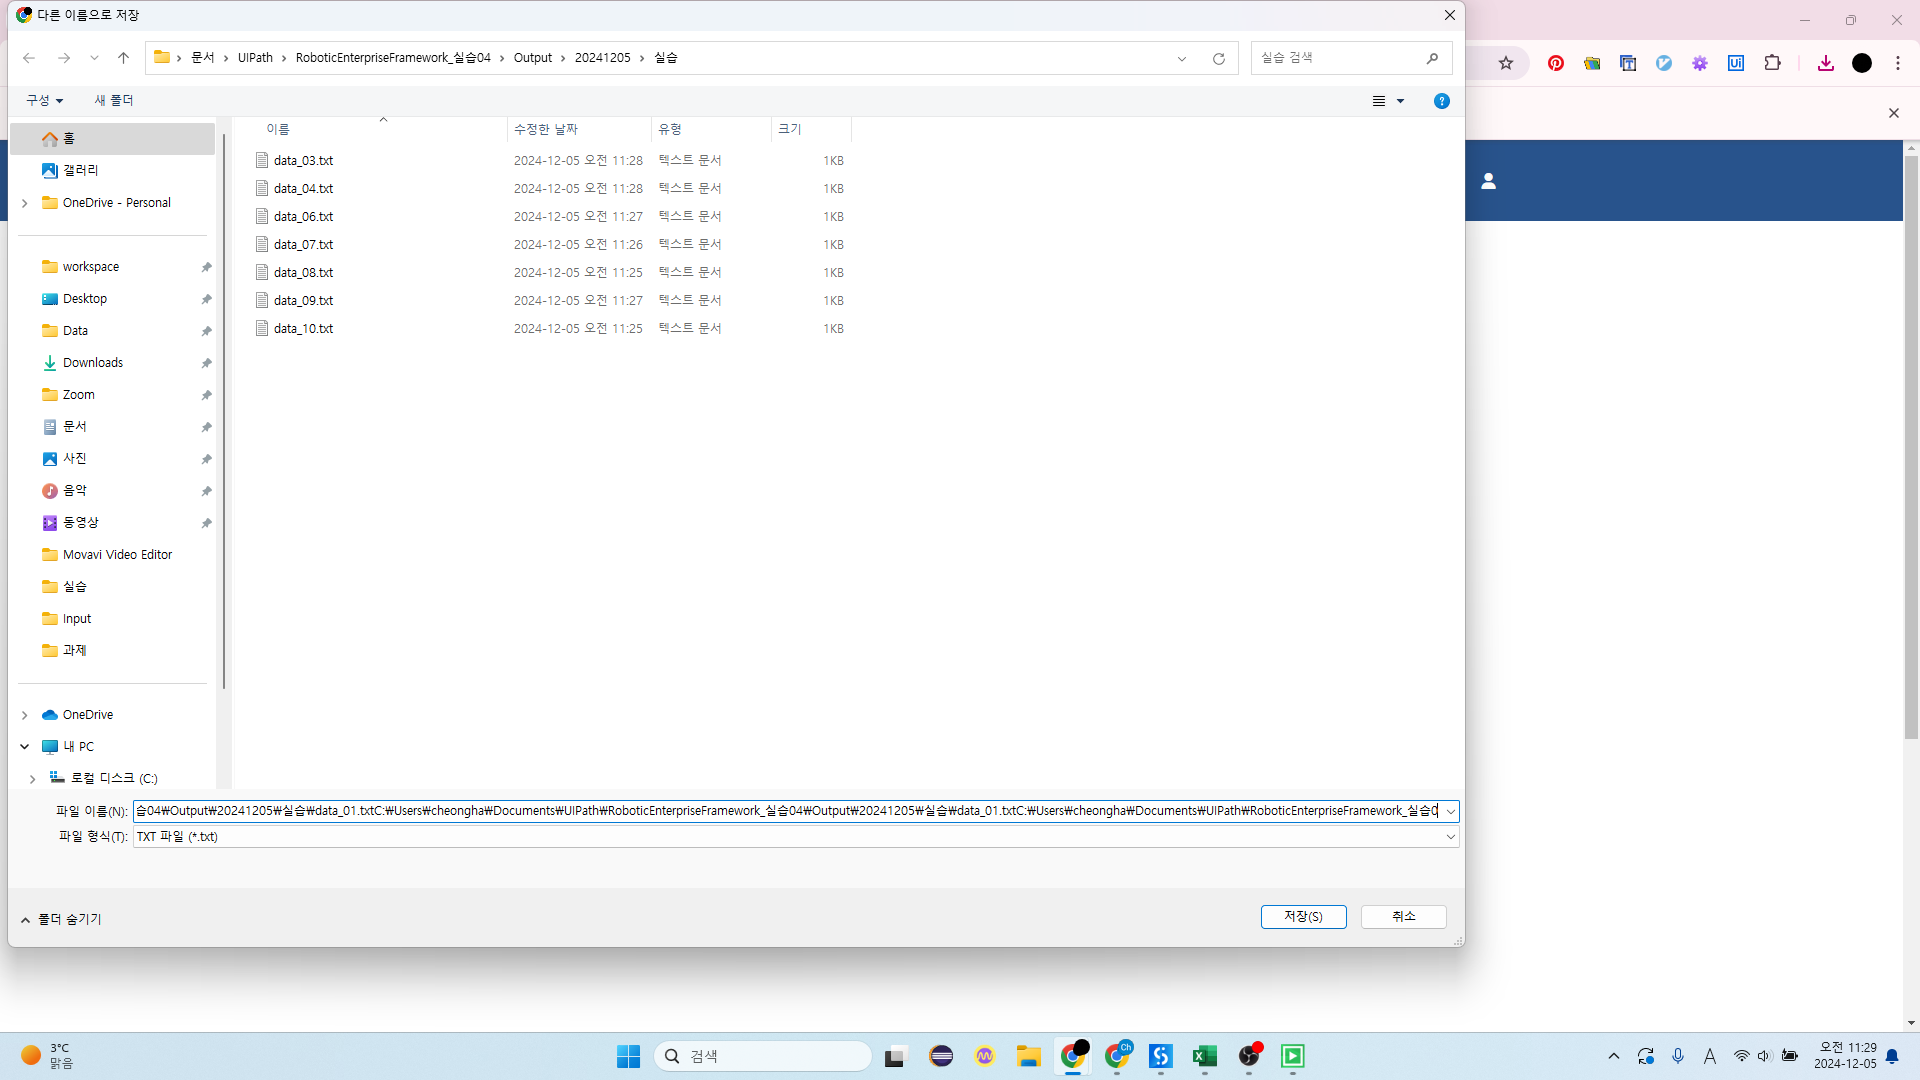 다른 이름으로 저장
문서 > UIPath > RoboticEnterpriseFramework_실습04 > Output > 20241205 > 실습
실습 검색
구성
새 폴더
이름
수정한 날짜
유형
크기
data_03.txt 2024-12-05 오전 11:28 텍스트 문서 1KB
data_04.txt 2024-12-05 오전 11:28 텍스트 문서 1KB
data_06.txt 2024-12-05 오전 11:27 텍스트 문서 1KB
data_07.txt 2024-12-05 오전 11:26 텍스트 문서 1KB
data_08.txt 2024-12-05 오전 11:25 텍스트 문서 1KB
data_09.txt 2024-12-05 오전 11:27 텍스트 문서 1KB
data_10.txt 2024-12-05 오전 11:25 텍스트 문서 1KB
홈
갤러리
OneDrive - Personal
workspace
Desktop
Data
Downloads
Zoom
문서
사진
음악
동영상
Movavi Video Editor
실습
Input
과제
OneDrive
내 PC
로컬 디스크 (C:)
파일 이름(N): 습04₩Output₩20241205₩실습₩data_01.txtC:₩Users₩cheongha₩Documents₩UIPath₩RoboticEnterpriseFramework_실습04₩Output₩20241205₩실습₩data_01.txtC:₩Users₩cheongha₩Documents₩UIPath₩RoboticEnterpriseFramework_실습0
파일 형식(T): TXT 파일 (*.txt)
폴더 숨기기
저장(S)
취소
Ui
3°C
맑음
검색
Ch
A
오전 11:29
2024-12-05